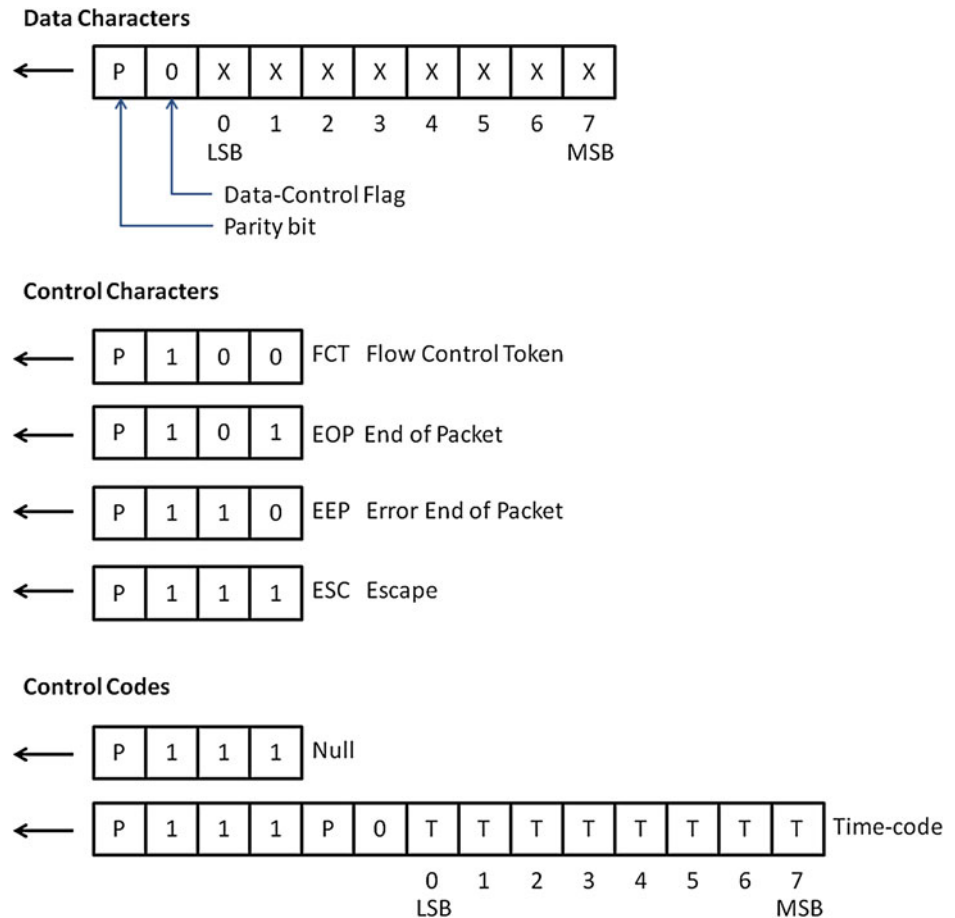 Data Characters
P 0 X X X X X X X X
0 1 2 3 4 5 6 7
LSB MSB
Data-Control Flag
Parity bit
Control Characters
P 1 0 0 FCT Flow Control Token
P 1 0 1 EOP End of Packet
P 1 1 0 EEP Error End of Packet
P 1 1 1 ESC Escape
Control Codes
P 1 1 1 Null
P 1 1 1 P 0 T T T T T T T T Time-code
0 1 2 3 4 5 6 7
LSB MSB